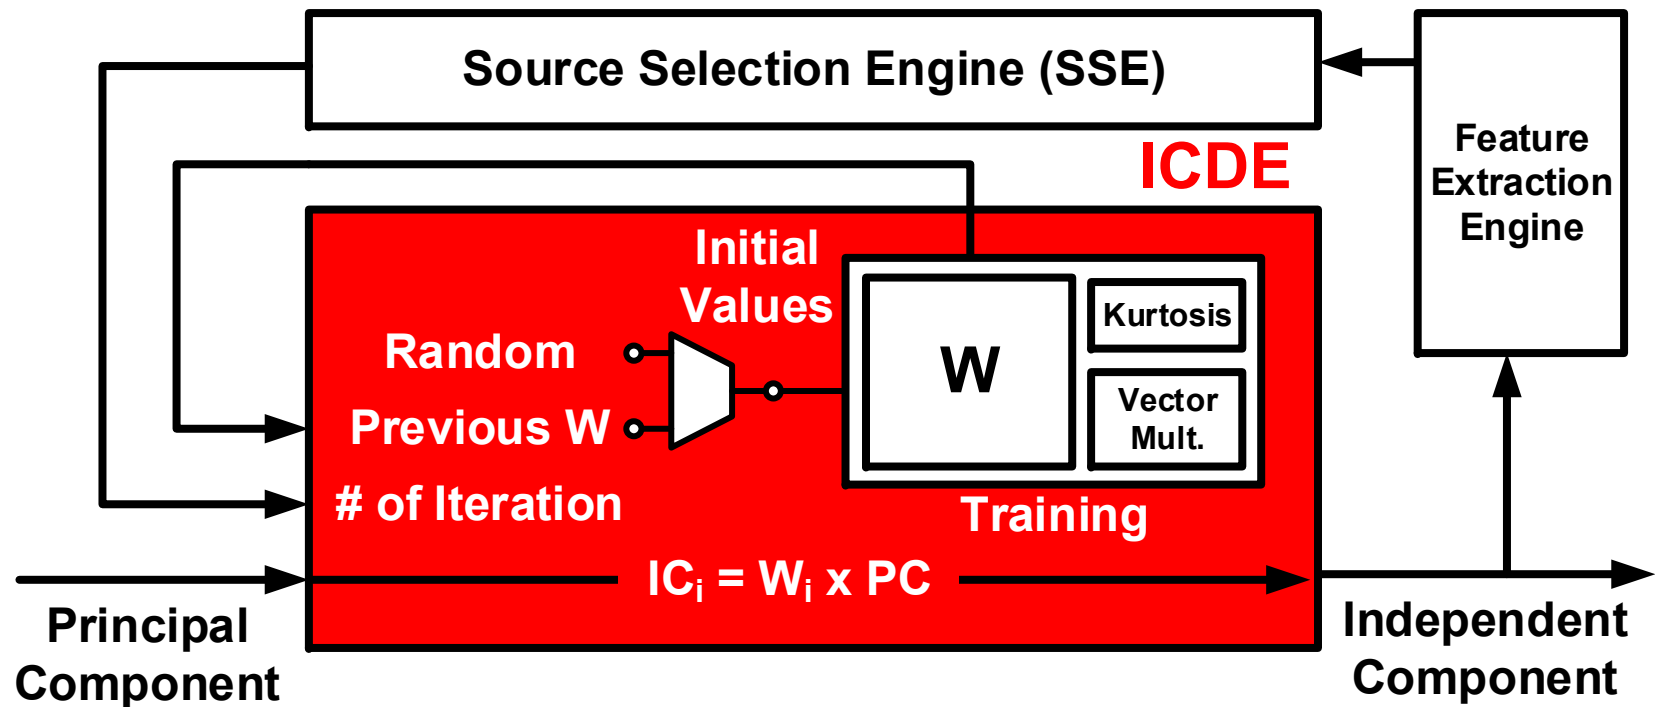 Source Selection Engine (SSE)
ICDE
Feature
Extraction
Engine
Initial
Values
Random
Previous W
# of Iteration
W
Kurtosis
Vector
Mult.
Training
ICi = Wi x PC
Principal
Component
Independent
Component